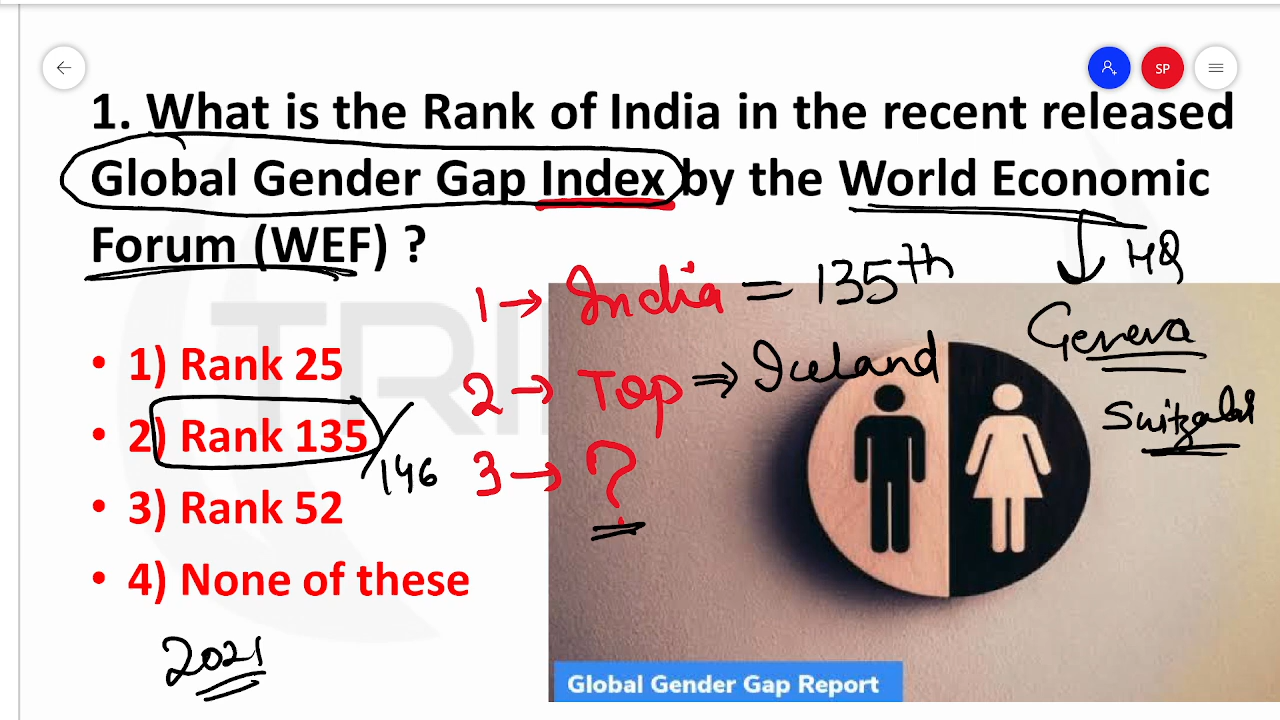 SP
1. What is the Rank of India in the recent released
Global Gender Gap Index by the World Economic
Forum (WEF) ?
HQ
1 → India = 135th
Geneva
• 1) Rank 25
2 → Top ⇒ Iceland
• 2) Rank 135
/146
3 → ?
• 3) Rank 52
• 4) None of these
2021
TRI
Global Gender Gap Report